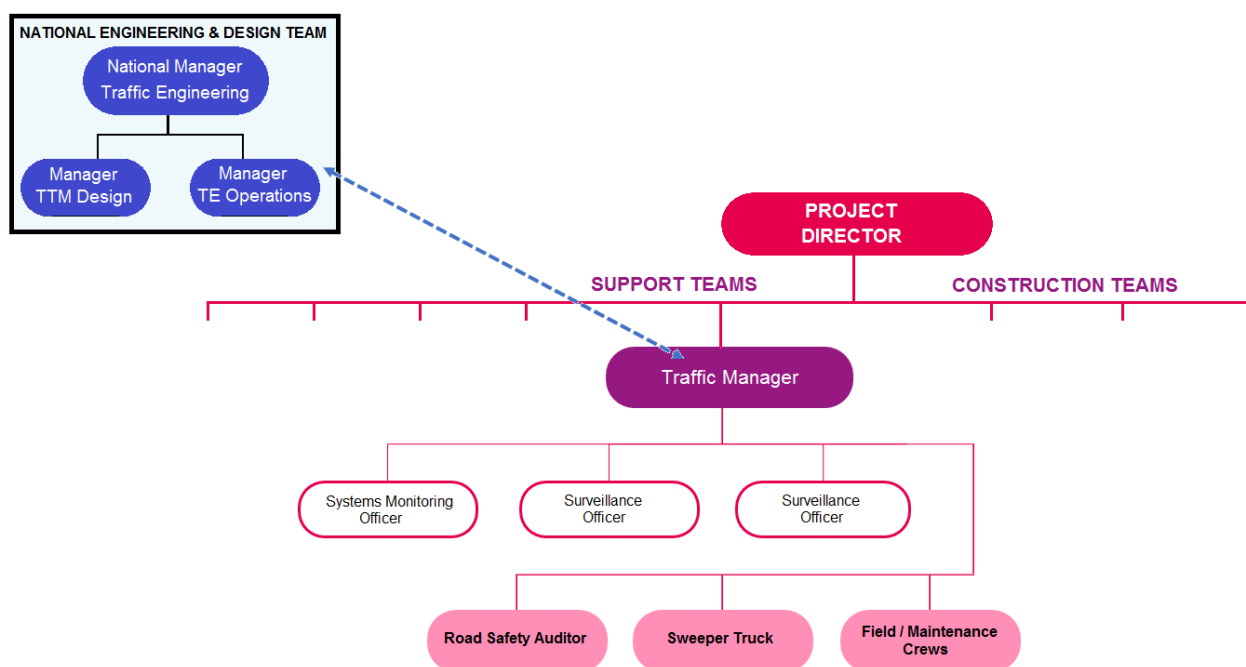 NATIONAL ENGINEERING & DESIGN TEAM
National Manager
Traffic Engineering
Manager
TTM Design
Manager
TE Operations
PROJECT
DIRECTOR
SUPPORT TEAMS
CONSTRUCTION TEAMS
Traffic Manager
Systems Monitoring
Officer
Surveillance
Officer
Surveillance
Officer
Road Safety Auditor
Sweeper Truck
Field / Maintenance
Crews